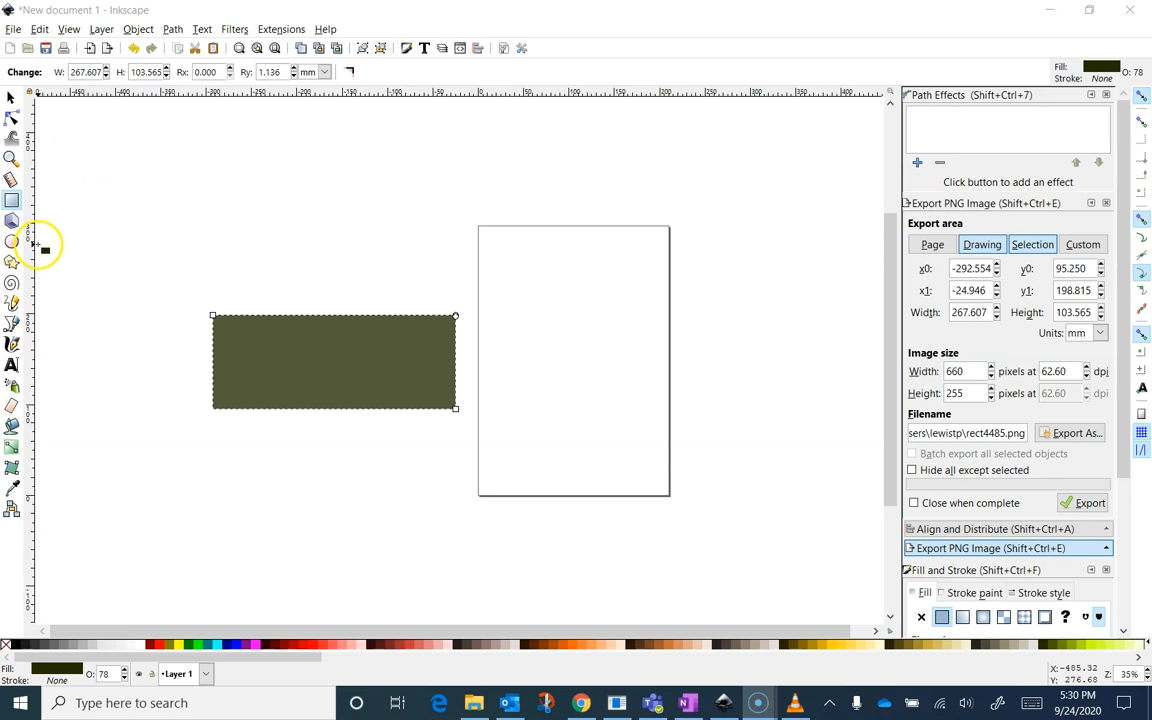 *New document 1 - Inkscape
File Edit View Layer Object Path Text Filters Extensions Help
Change: W: 267.607 H: 103.565 Rx: 0.000 Ry: 1.136 mm
Fill:
Stroke: None O: 78
Path Effects (Shift+Ctrl+7)
Click button to add an effect
Export PNG Image (Shift+Ctrl+E)
Export area
Page Drawing Selection Custom
x0: -292.554 y0: 95.250
x1: -24.946 y1: 198.815
Width: 267.607 Height: 103.565
Units: mm
Image size
Width: 660 pixels at 62.60 dpi
Height: 255 pixels at 62.60 dpi
Filename
sers\lewistp\rect4485.png Export As...
Batch export all selected objects
Hide all except selected
Close when complete Export
Align and Distribute (Shift+Ctrl+A)
Export PNG Image (Shift+Ctrl+E)
Fill and Stroke (Shift+Ctrl+F)
Fill Stroke paint Stroke style
Fill:
Stroke: None O: 78 •Layer 1
X: -485.32
Y: 276.68 Z: 35%
Type here to search
5:30 PM
9/24/2020